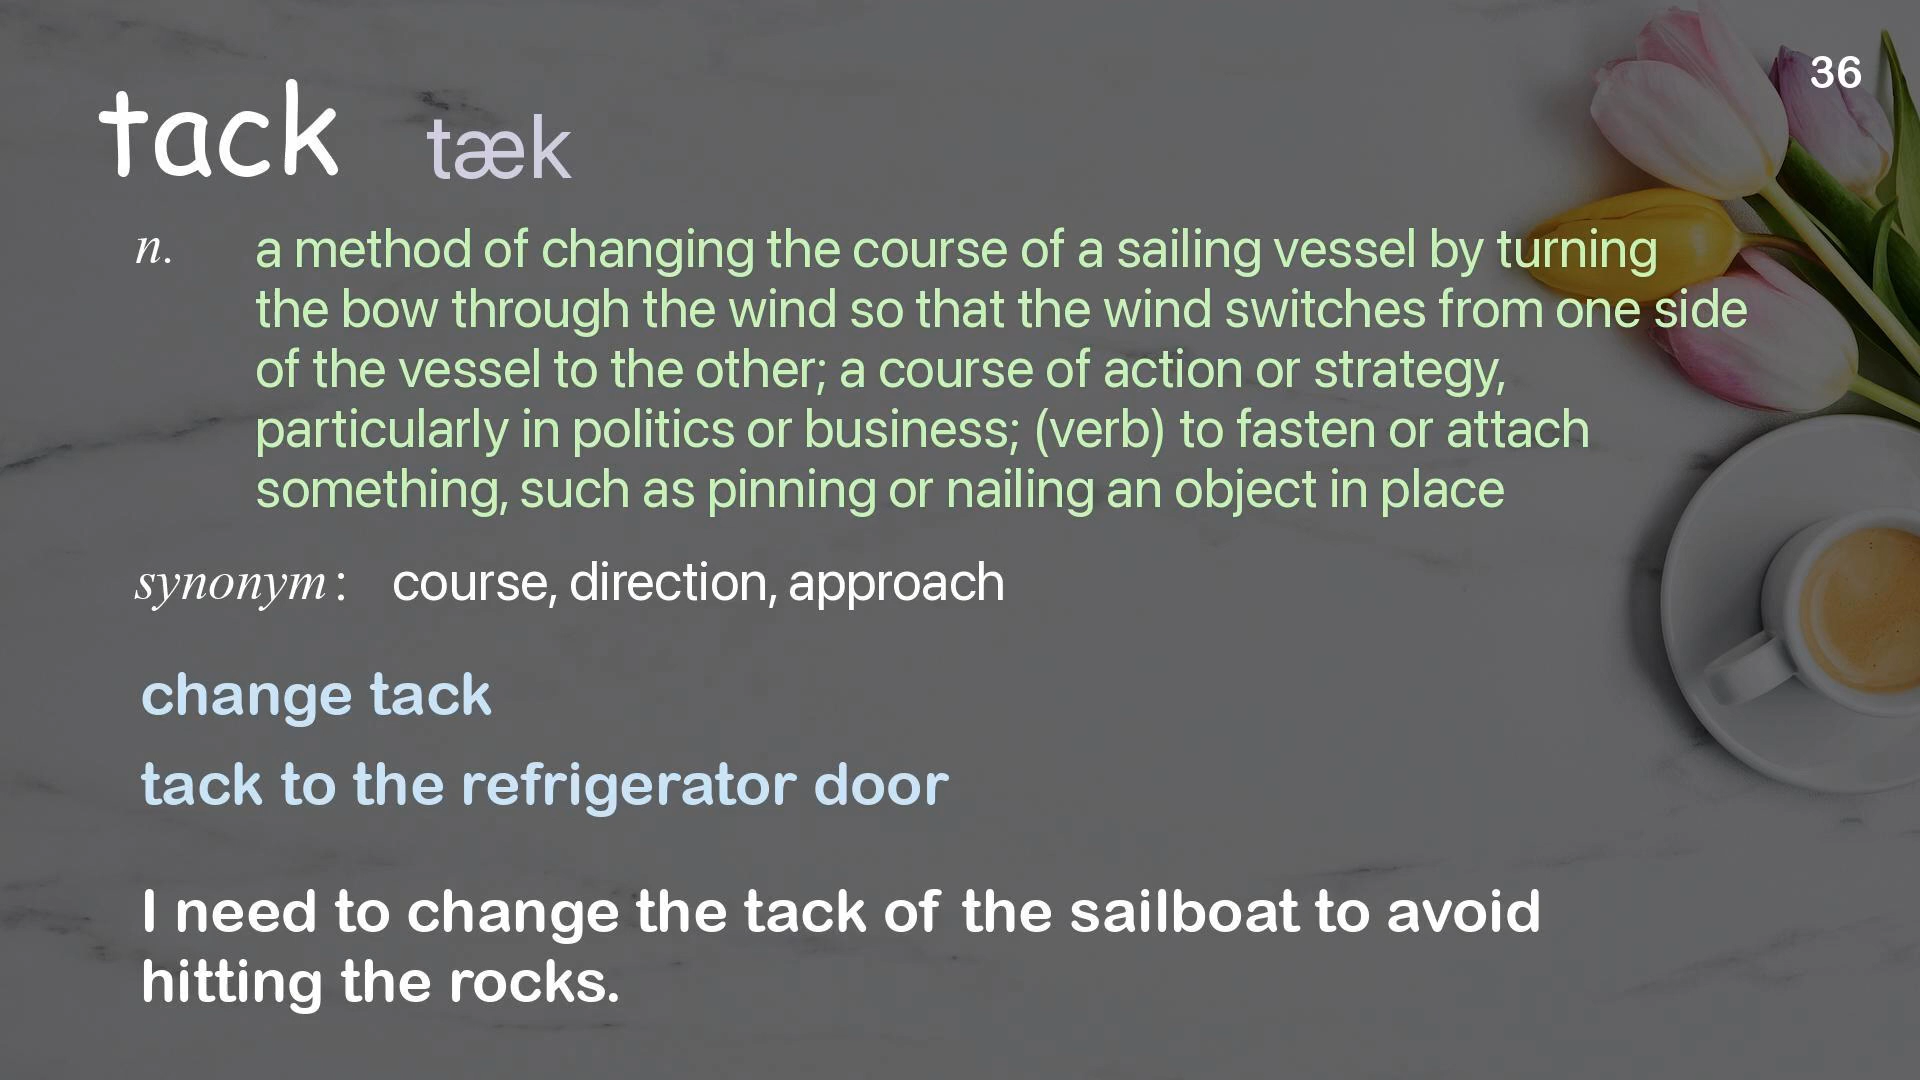 36
tack tæk
n. a method of changing the course of a sailing vessel by turning
the bow through the wind so that the wind switches from one side
of the vessel to the other; a course of action or strategy,
particularly in politics or business; (verb) to fasten or attach
something, such as pinning or nailing an object in place
synonym: course, direction, approach
change tack
tack to the refrigerator door
I need to change the tack of the sailboat to avoid
hitting the rocks.